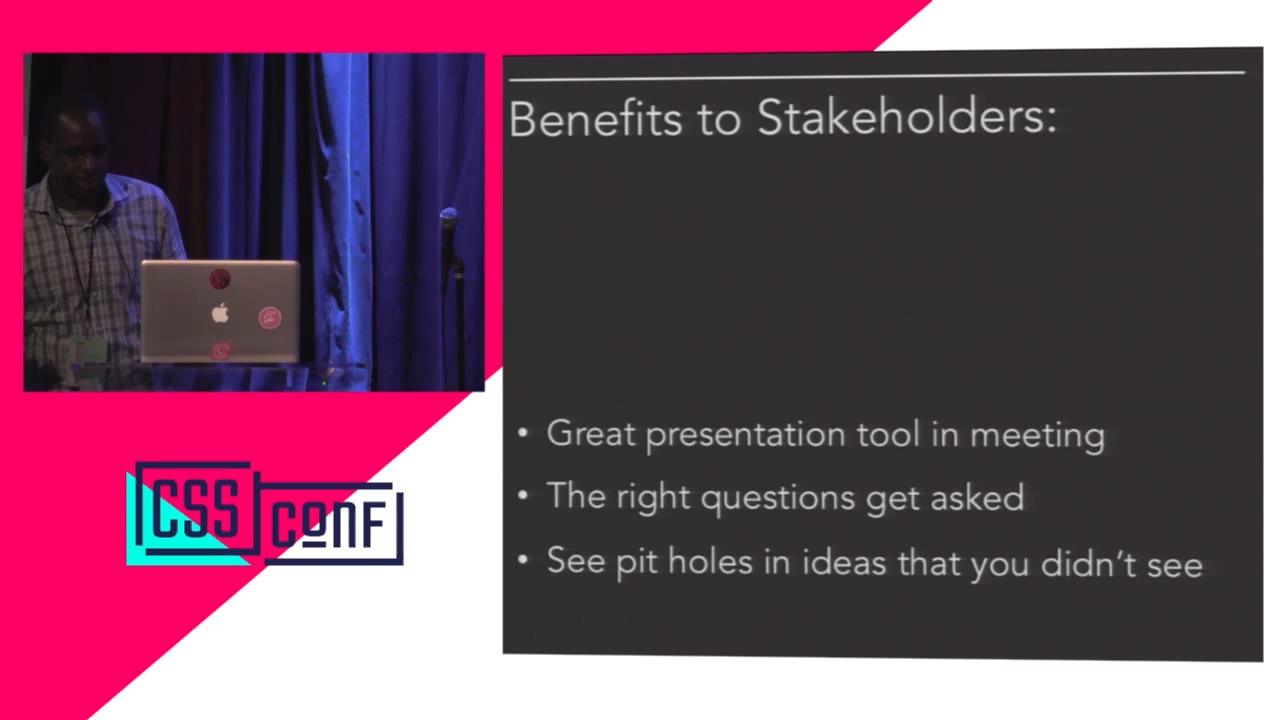 Benefits to Stakeholders:
• Great presentation tool in meeting
• The right questions get asked
• See pit holes in ideas that you didn't see
CSS
CONF